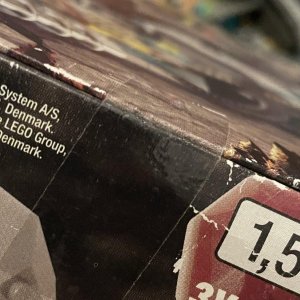 System A/S,
Denmark.
LEGO Group,
Denmark.
1,5